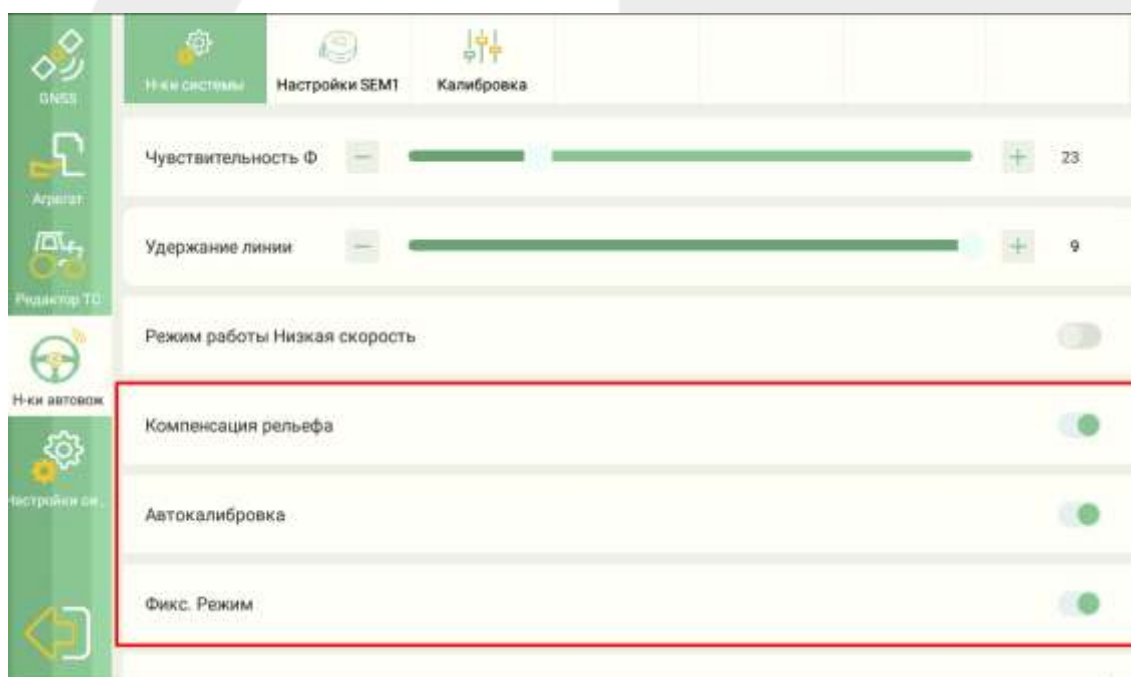 GNSS
Агрегат
Редактор ТС
Н-ки автовож
Настройки си...
Н-ки системы
Настройки SEM1
Калибровка
Чувствительность Ф
23
Удержание линии
9
Режим работы Низкая скорость
Компенсация рельефа
Автокалибровка
Фикс. Режим